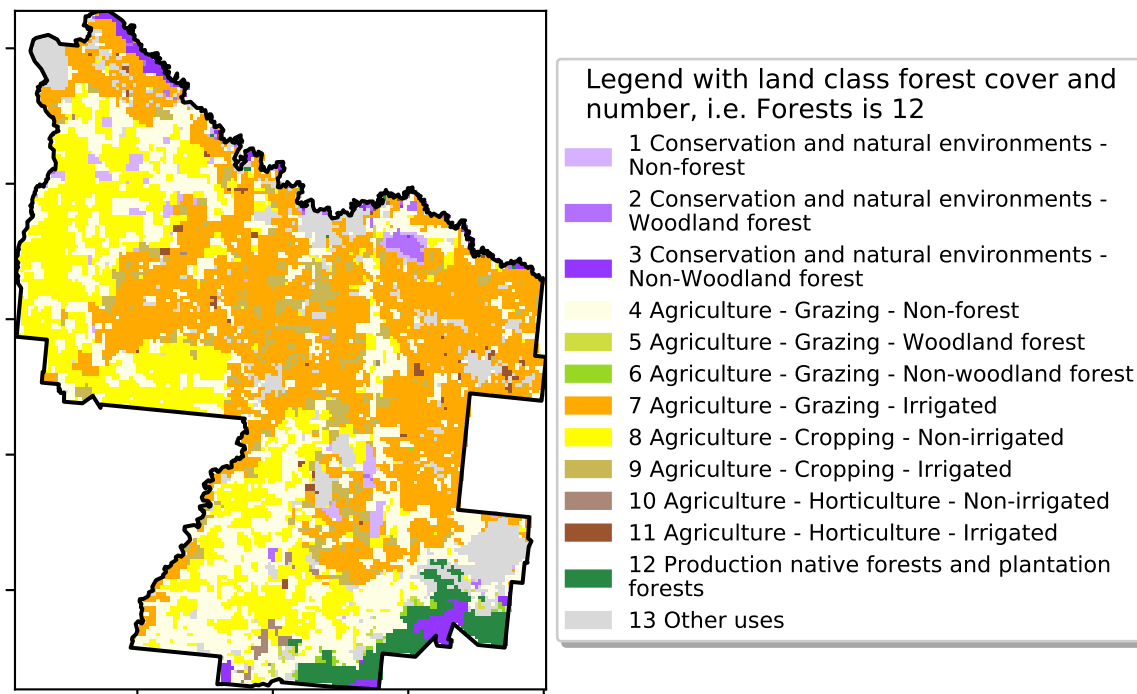 Legend with land class forest cover and
number, i.e. Forests is 12
1 Conservation and natural environments -
Non-forest
2 Conservation and natural environments -
Woodland forest
3 Conservation and natural environments -
Non-Woodland forest
4 Agriculture - Grazing - Non-forest
5 Agriculture - Grazing - Woodland forest
6 Agriculture - Grazing - Non-woodland forest
7 Agriculture - Grazing - Irrigated
8 Agriculture - Cropping - Non-irrigated
9 Agriculture - Cropping - Irrigated
10 Agriculture - Horticulture - Non-irrigated
11 Agriculture - Horticulture - Irrigated
12 Production native forests and plantation
forests
13 Other uses